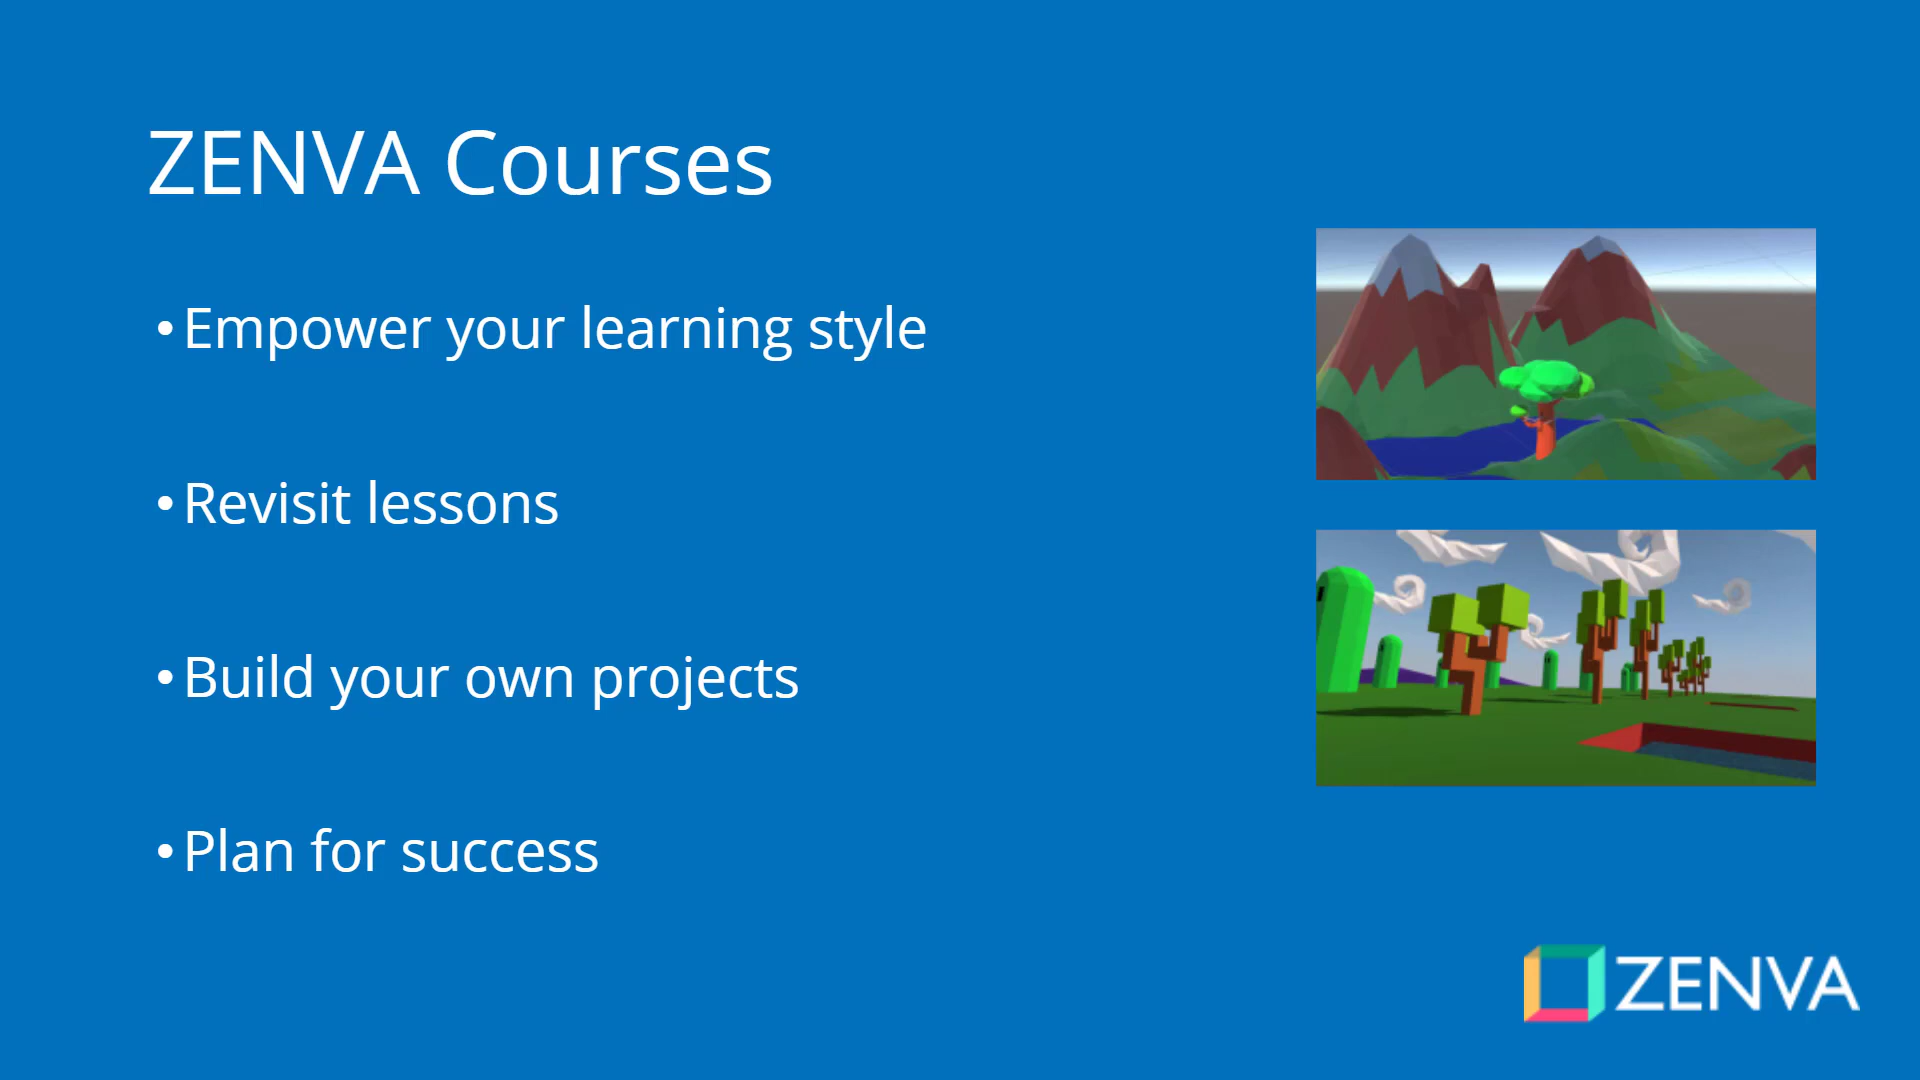 ZENVA Courses
• Empower your learning style
• Revisit lessons
• Build your own projects
• Plan for success
ZENVA